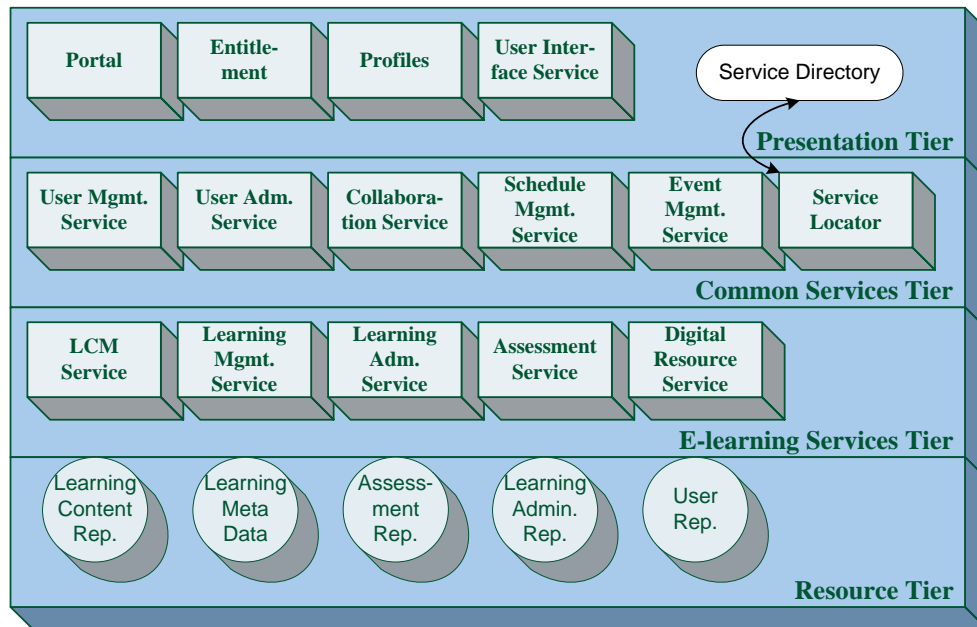 Portal
Entitle-
ment
Profiles
User Inter-
face Service
Service Directory
Presentation Tier
User Mgmt.
Service
User Adm.
Service
Collabora-
tion Service
Schedule
Mgmt.
Service
Event
Mgmt.
Service
Service
Locator
Common Services Tier
LCM
Service
Learning
Mgmt.
Service
Learning
Adm.
Service
Assessment
Service
Digital
Resource
Service
E-learning Services Tier
Learning
Content
Rep.
Learning
Meta
Data
Assess-
ment
Rep.
Learning
Admin.
Rep.
User
Rep.
Resource Tier